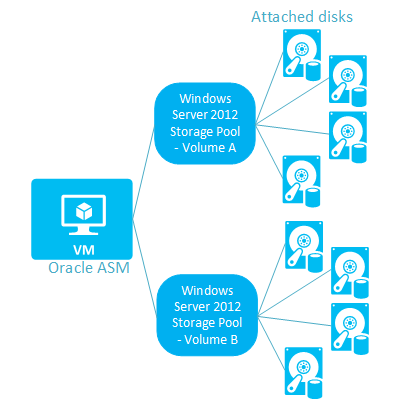 Attached disks
Windows
Server 2012
Storage Pool
- Volume A
VM
Oracle ASM
Windows
Server 2012
Storage Pool
- Volume B